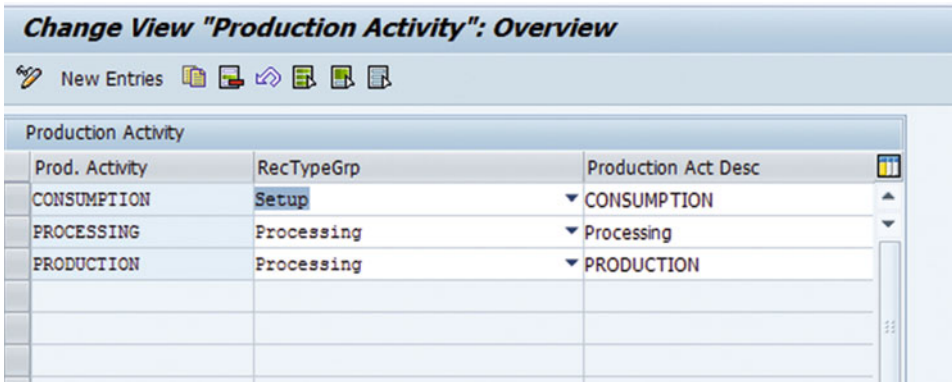 Change View "Production Activity": Overview
New Entries
Production Activity
Prod. Activity RecTypeGrp Production Act Desc
CONSUMPTION Setup CONSUMPTION
PROCESSING Processing Processing
PRODUCTION Processing PRODUCTION